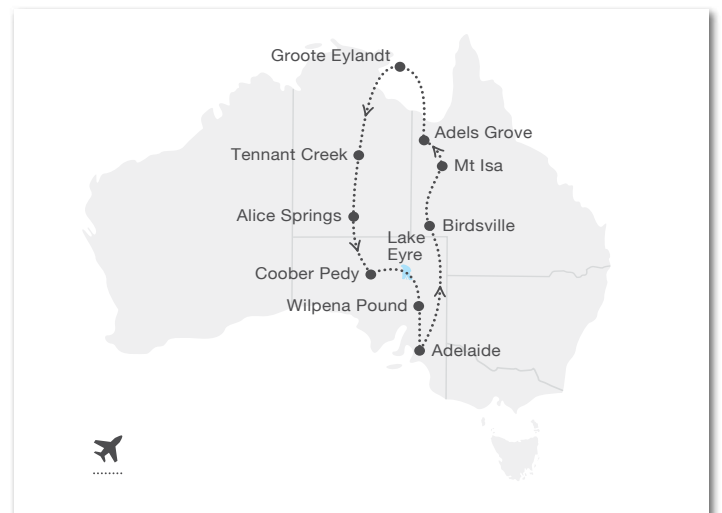 Groote Eylandt
Adels Grove
Tennant Creek
Mt Isa
Alice Springs
Birdsville
Lake
Eyre
Coober Pedy
Wilpena Pound
Adelaide